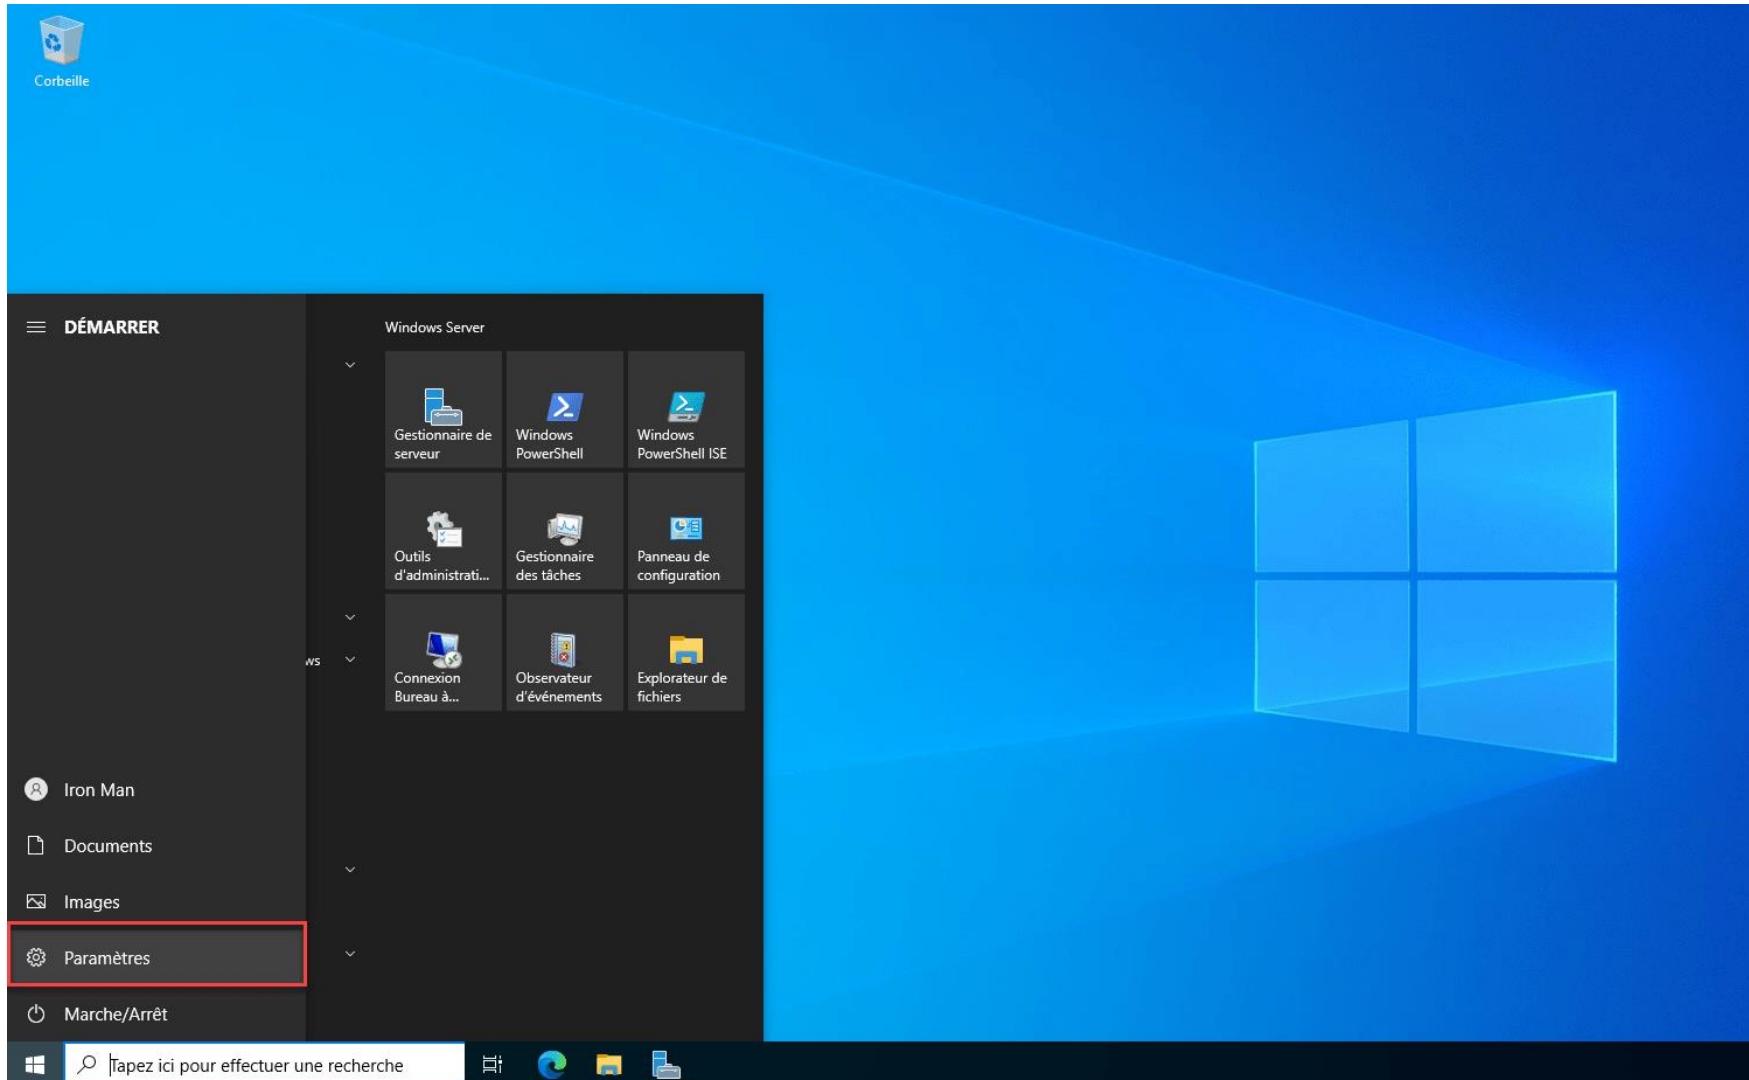 Corbeille
DÉMARRER
Windows Server
Gestionnaire de
serveur
Windows
PowerShell
Windows
PowerShell ISE
Outils
d'administrati...
Gestionnaire
des tâches
Panneau de
configuration
ws
Connexion
Bureau à...
Observateur
d'événements
Explorateur de
fichiers
Iron Man
Documents
Images
Paramètres
Marche/Arrêt
Tapez ici pour effectuer une recherche